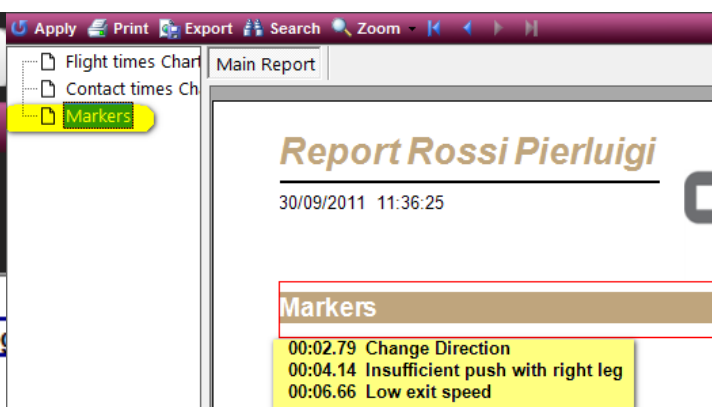 Apply Print Export Search Zoom
Flight times Chart
Contact times Ch
Markers
Main Report
Report Rossi Pierluigi
30/09/2011 11:36:25
Markers
00:02.79 Change Direction
00:04.14 Insufficient push with right leg
00:06.66 Low exit speed